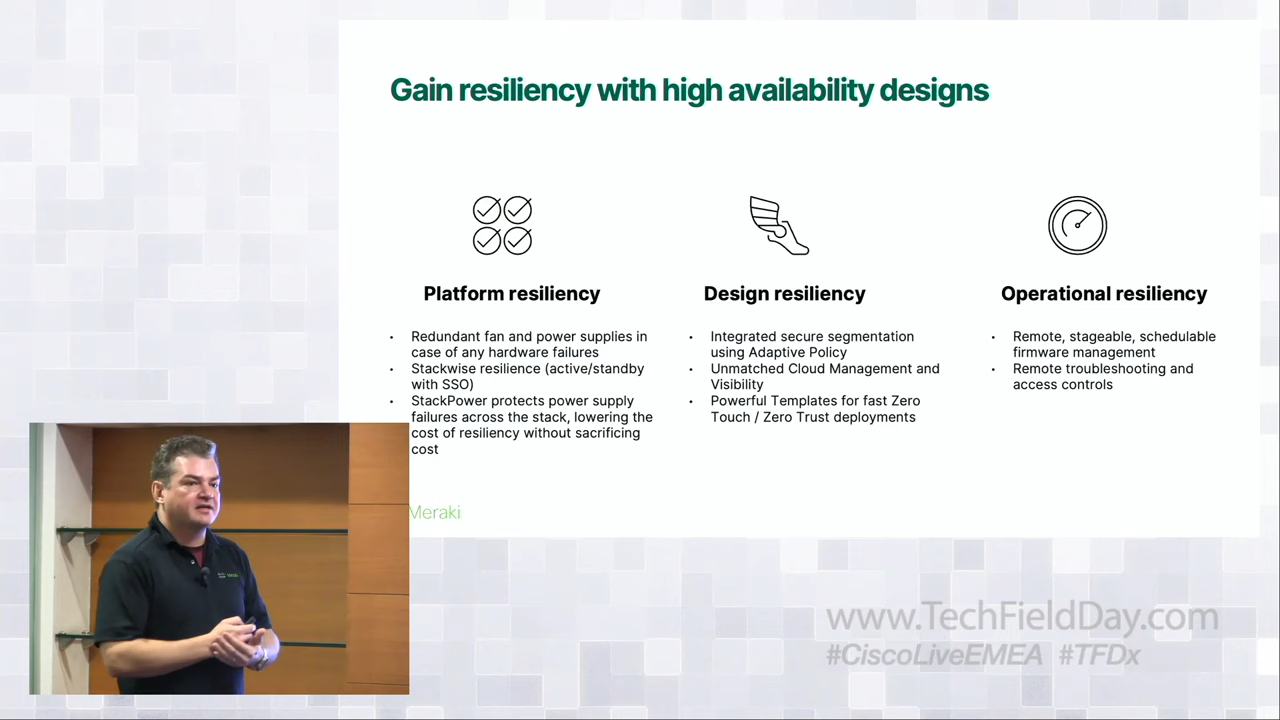 Gain resiliency with high availability designs
Platform resiliency
• Redundant fan and power supplies in
case of any hardware failures
• Stackwise resilience (active/standby
with SSO)
• StackPower protects power supply
failures across the stack, lowering the
cost of resiliency without sacrificing
cost
Design resiliency
• Integrated secure segmentation
using Adaptive Policy
• Unmatched Cloud Management and
Visibility
• Powerful Templates for fast Zero
Touch / Zero Trust deployments
Operational resiliency
• Remote, stageable, schedulable
firmware management
• Remote troubleshooting and
access controls
Meraki
www.TechFieldDay.com
#CiscoLiveEMEA #TFDx